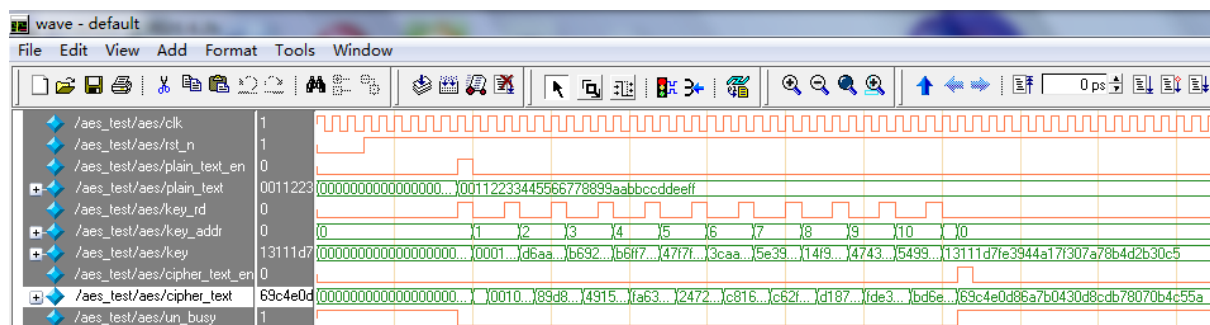 wave - default
File Edit View Add Format Tools Window
0 ps
/aes_test/aes/clk 1
/aes_test/aes/rst_n 1
/aes_test/aes/plain_text_en 0
/aes_test/aes/plain_text 0011223 0000000000000000... 00112233445566778899aabbccddeeff
/aes_test/aes/key_rd 0
/aes_test/aes/key_addr 0 0 1 2 3 4 5 6 7 8 9 10 0
/aes_test/aes/key 13111d7 000000000000000000... 0001... d6aa... b692... b6ff7... 47f7f... 3caa... 5e39... 14f9... 4743... 5499... 13111d7fe3944a17f307a78b4d2b30c5
/aes_test/aes/cipher_text_en 0
/aes_test/aes/cipher_text 69c4e0d 000000000000000000... 0010... 89d8... 4915... fa63... 2472... c816... c62f... d187... fde3... bd6e... 69c4e0d86a7b0430d8cdb78070b4c55a
/aes_test/aes/un_busy 1